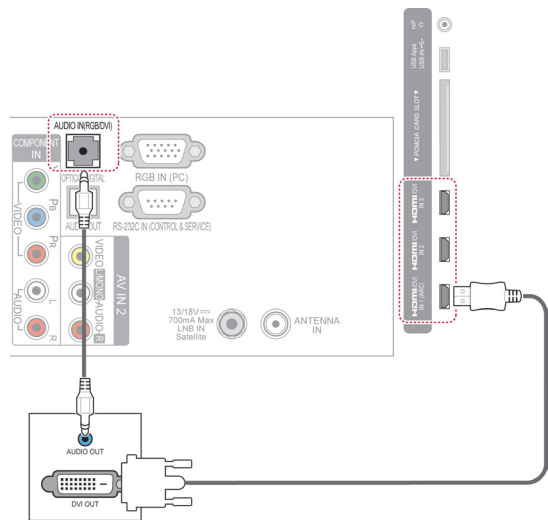 AUDIO IN(RGB/DVI)
COMPONENT
IN
Y
PB
PR
VIDEO
L
R
AUDIO
RGB IN (PC)
OPTICAL DIGITAL
AUDIO OUT
RS-232C IN (CONTROL & SERVICE)
VIDEO
L/MONO
AUDIO
R
AV IN 2
13/18V
700mA Max
LNB IN
Satellite
ANTENNA
IN
H/P
USB Apps
USB IN
▼ PCMCIA CARD SLOT ▼
HDMI/DVI
IN 3
HDMI/DVI
IN 2
HDMI/DVI
IN 1 (ARC)
AUDIO OUT
DVI OUT